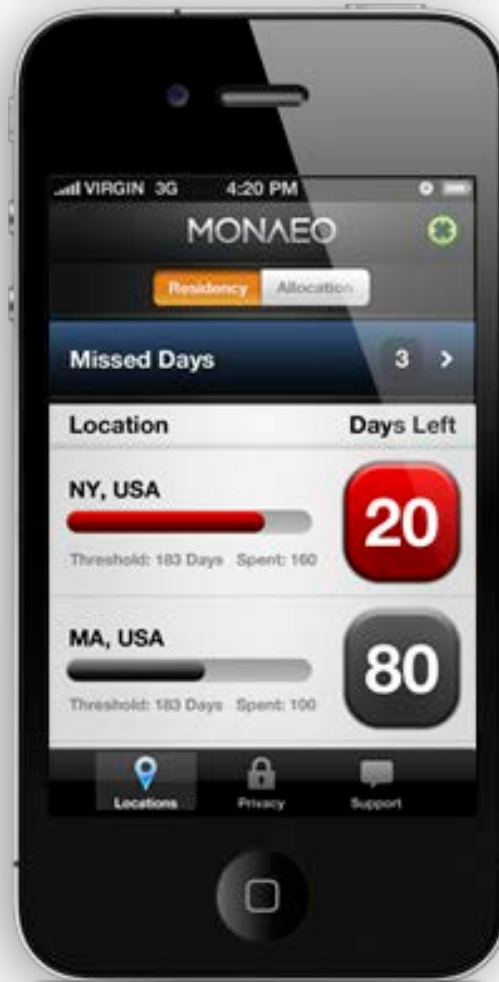 VIRGIN 3G 4:20 PM
MONAEO
Residency Allocation
Missed Days 3
Location Days Left
NY, USA
20
Threshold: 183 Days Spent: 160
MA, USA
80
Threshold: 183 Days Spent: 100
Locations Privacy Support